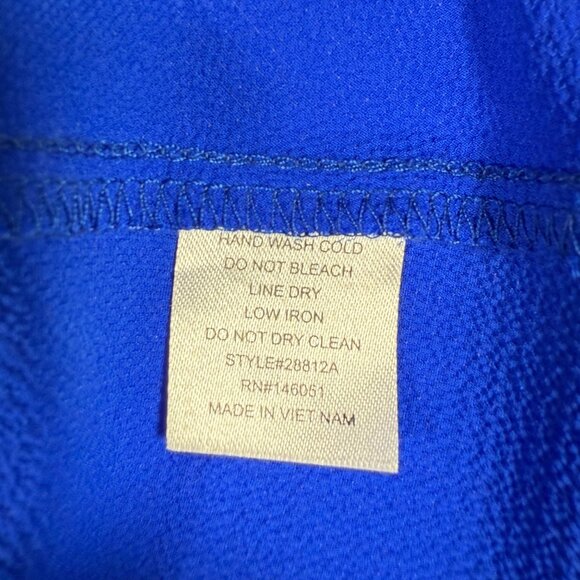 HAND WASH COLD
DO NOT BLEACH
LINE DRY
LOW IRON
DO NOT DRY CLEAN
STYLE#28812A
RN#146051
MADE IN VIET NAM